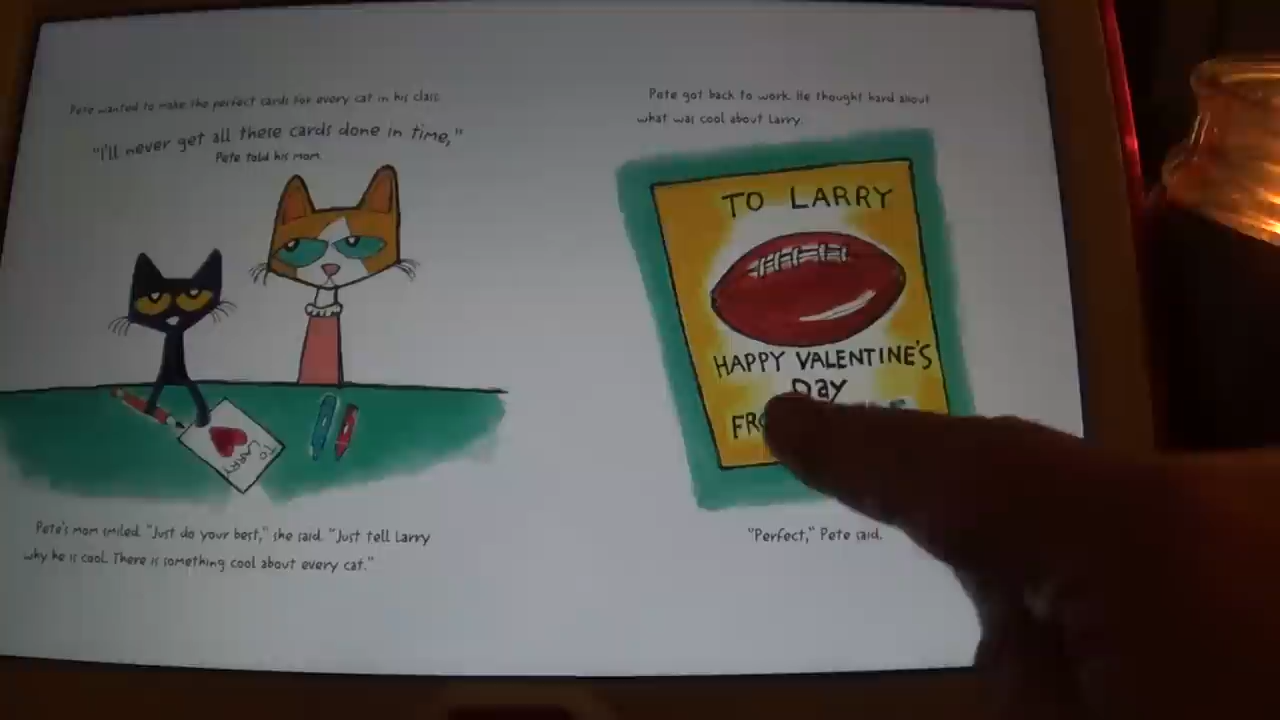 Pete wanted to make the perfect cards for every cat in his class.
"I'll never get all these cards done in time,"
Pete told his mom.
TO LARRY
Pete's mom smiled. "Just do your best," she said. "Just tell Larry
why he is cool. There is something cool about every cat."
Pete got back to work. He thought hard about
what was cool about Larry.
TO LARRY
HAPPY VALENTINE'S
Day
"Perfect," Pete said.